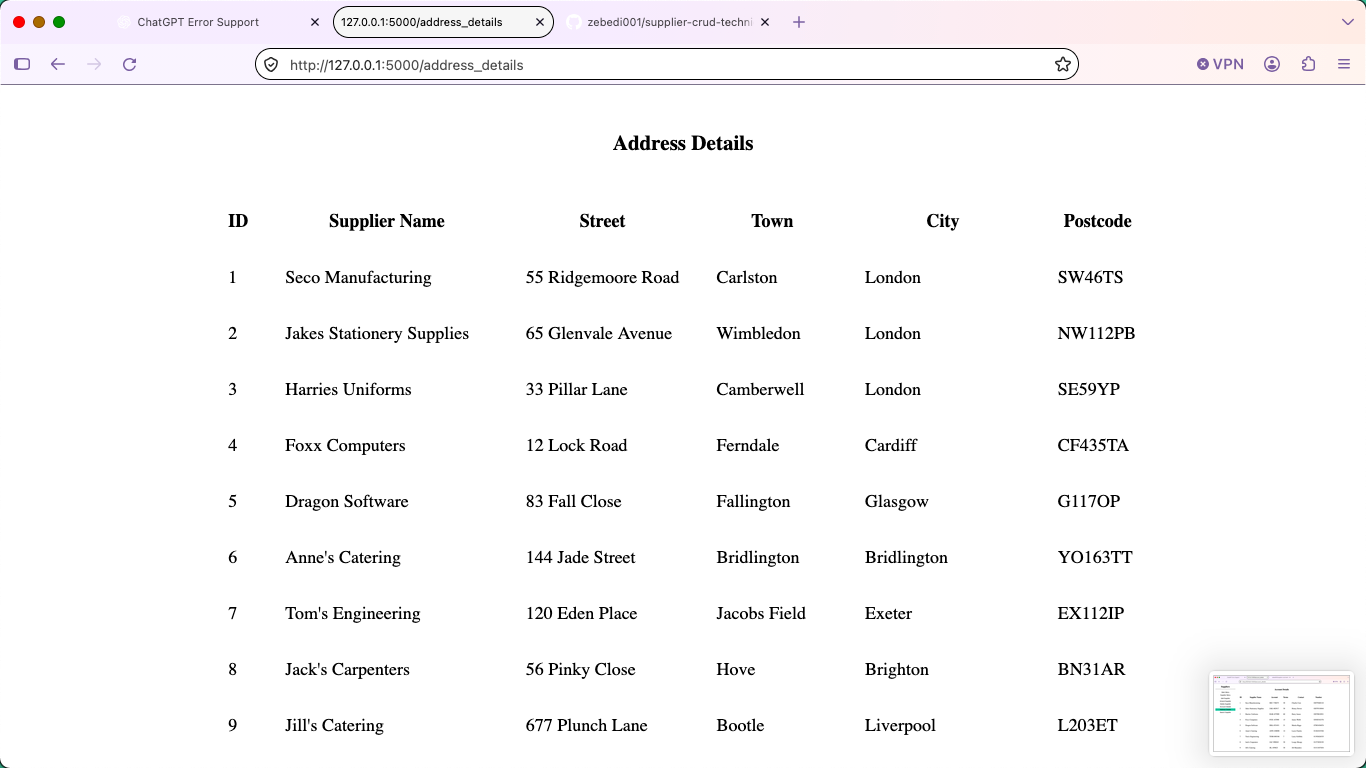 ChatGPT Error Support
127.0.0.1:5000/address_details
zebedi001/supplier-crud-techni
http://127.0.0.1:5000/address_details
VPN
Address Details
ID Supplier Name Street Town City Postcode
1 Seco Manufacturing 55 Ridgemoore Road Carlston London SW46TS
2 Jakes Stationery Supplies 65 Glenvale Avenue Wimbledon London NW112PB
3 Harries Uniforms 33 Pillar Lane Camberwell London SE59YP
4 Foxx Computers 12 Lock Road Ferndale Cardiff CF435TA
5 Dragon Software 83 Fall Close Fallington Glasgow G117OP
6 Anne's Catering 144 Jade Street Bridlington Bridlington YO163TT
7 Tom's Engineering 120 Eden Place Jacobs Field Exeter EX112IP
8 Jack's Carpenters 56 Pinky Close Hove Brighton BN31AR
9 Jill's Catering 677 Phinch Lane Bootle Liverpool L203ET